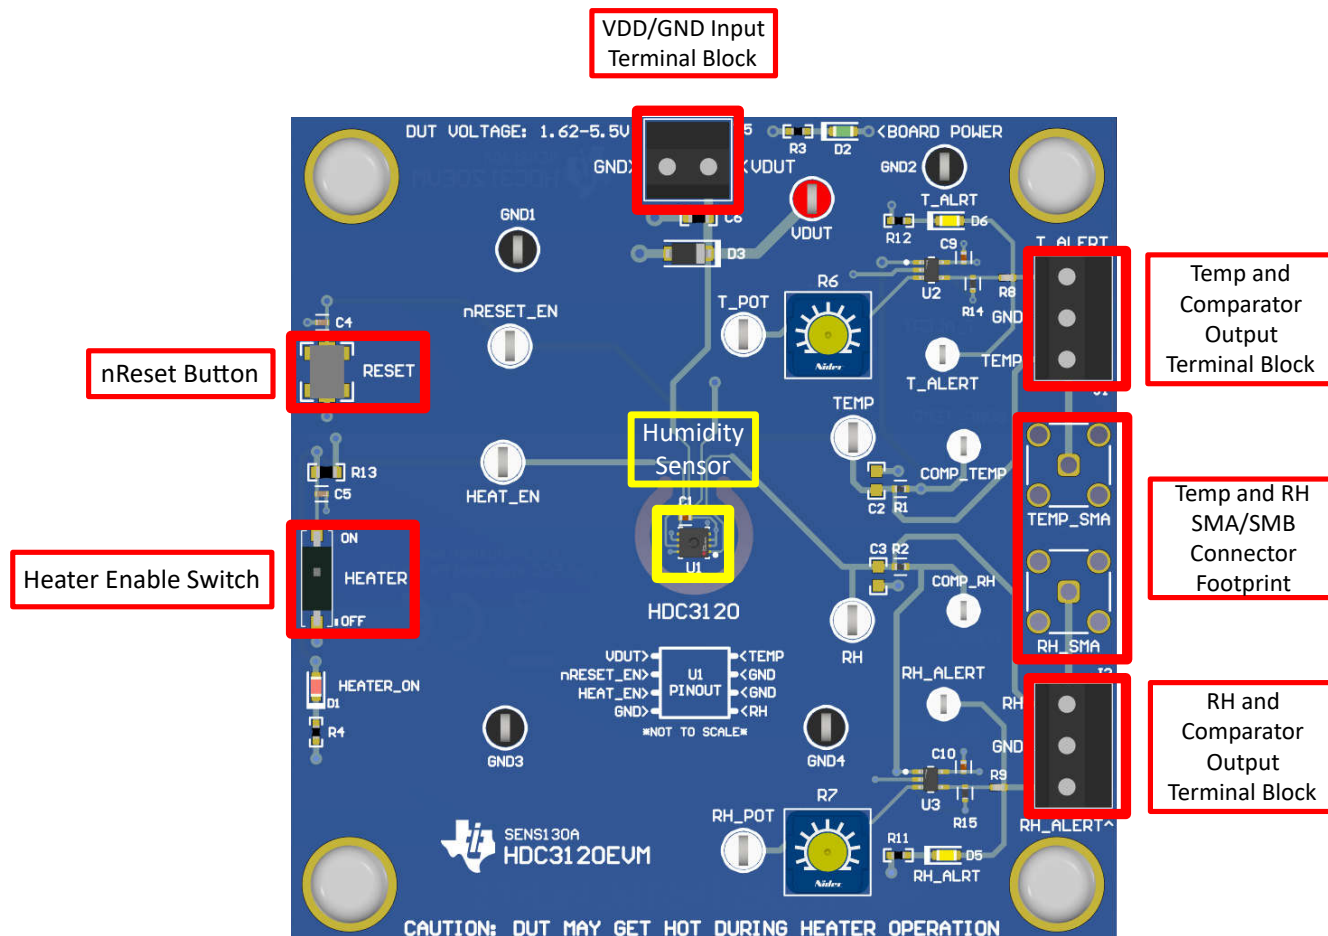 VDD/GND Input
Terminal Block
DUT VOLTAGE: 1.62-5.5V
5
R3
D2
<BOARD POWER
GND>
<VDUT
GND2
T_ALRT
GND1
C6
VDUT
R12
D6
T_ALERT
D3
C9
U2
R14
R8
GND
Temp and
Comparator
Output
Terminal Block
nRESET_EN
T_POT
R6
Nidec
TEMP
T_ALERT
C4
nReset Button
RESET
TEMP
Humidity
Sensor
R13
HEAT_EN
COMP_TEMP
C5
C1
C2
R1
TEMP_SMA
Temp and RH
SMA/SMB
Connector
Footprint
ON
Heater Enable Switch
HEATER
OFF
U1
C3
R2
COMP_RH
HDC3120
RH
RH_SMA
VDUT>
nRESET_EN>
HEAT_EN>
GND>
U1
PINOUT
<TEMP
<GND
<GND
<RH
*NOT TO SCALE*
HEATER_ON
D1
R4
RH_ALERT
RH
GND
RH and
Comparator
Output
Terminal Block
GND3
GND4
C10
U3
R15
R9
RH_ALERT^
RH_POT
R7
Nidec
R11
D5
RH_ALRT
SENS130A
HDC3120EVM
CAUTION: DUT MAY GET HOT DURING HEATER OPERATION